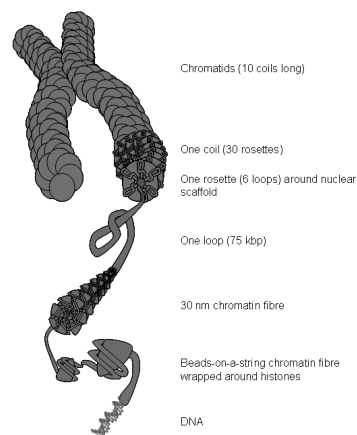 Chromatids (10 coils long)
One coil (30 rosettes)
One rosette (6 loops) around nuclear
scaffold
One loop (75 kbp)
30 nm chromatin fibre
Beads-on-a-string chromatin fibre
wrapped around histones
DNA